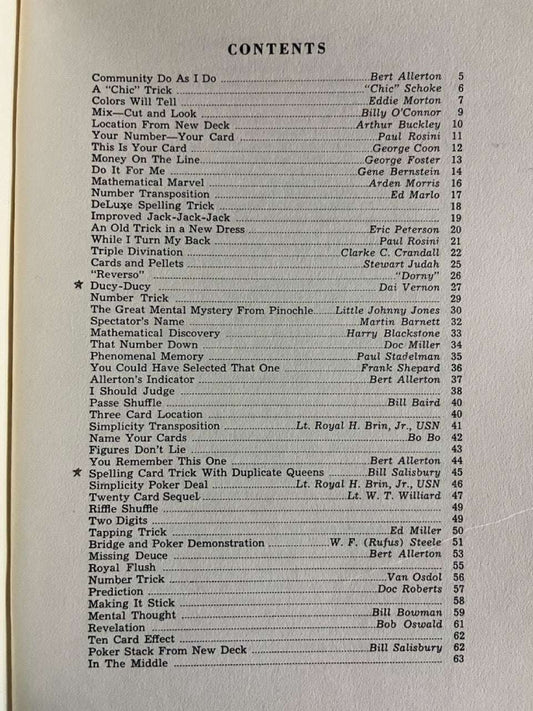 CONTENTS
Community Do As I Do ........ Bert Allerton 5
A "Chic" Trick ........ "Chic" Schoke 6
Colors Will Tell ........ Eddie Morton 7
Mix—Cut and Look ........ Billy O'Connor 9
Location From New Deck ........ Arthur Buckley 10
Your Number—Your Card ........ Paul Rosini 11
This Is Your Card ........ George Coon 12
Money On The Line ........ George Foster 13
Do It For Me ........ Gene Bernstein 14
Mathematical Marvel ........ Arden Morris 16
Number Transposition ........ Ed Marlo 17
DeLuxe Spelling Trick ........ 18
Improved Jack-Jack-Jack ........ 19
An Old Trick in a New Dress ........ Eric Peterson 20
While I Turn My Back ........ Paul Rosini 21
Triple Divination ........ Clarke C. Crandall 22
Cards and Pellets ........ Stewart Judah 25
"Reverso" ........ "Dorny" 26
★ Ducy-Ducy ........ Dai Vernon 27
Number Trick ........ 29
The Great Mental Mystery From Pinochle ........ Little Johnny Jones 30
Spectator's Name ........ Martin Barnett 32
Mathematical Discovery ........ Harry Blackstone 33
That Number Down ........ Doc Miller 34
Phenomenal Memory ........ Paul Stadelman 35
You Could Have Selected That One ........ Frank Shepard 36
Allerton's Indicator ........ Bert Allerton 37
I Should Judge ........ 38
Passe Shuffle ........ Bill Baird 40
Three Card Location ........ 40
Simplicity Transposition ........ Lt. Royal H. Brin, Jr., USN 41
Name Your Cards ........ Bo Bo 42
Figures Don't Lie ........ 43
You Remember This One ........ Bert Allerton 44
★ Spelling Card Trick With Duplicate Queens ........ Bill Salisbury 45
Simplicity Poker Deal ........ Lt. Royal H. Brin, Jr., USN 46
Twenty Card Sequel ........ Lt. W. T. Williard 47
Riffle Shuffle ........ 49
Two Digits ........ 49
Tapping Trick ........ Ed Miller 50
Bridge and Poker Demonstration ........ W. F. (Rufus) Steele 51
Missing Deuce ........ Bert Allerton 53
Royal Flush ........ 55
Number Trick ........ Van Osdol 56
Prediction ........ Doc Roberts 57
Making It Stick ........ 58
Mental Thought ........ Bill Bowman 59
Revelation ........ Bob Oswald 61
Ten Card Effect ........ 62
Poker Stack From New Deck ........ Bill Salisbury 62
In The Middle ........ 63